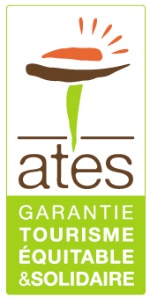 ates
GARANTIE
TOURISME
ÉQUITABLE
&SOLIDAIRE